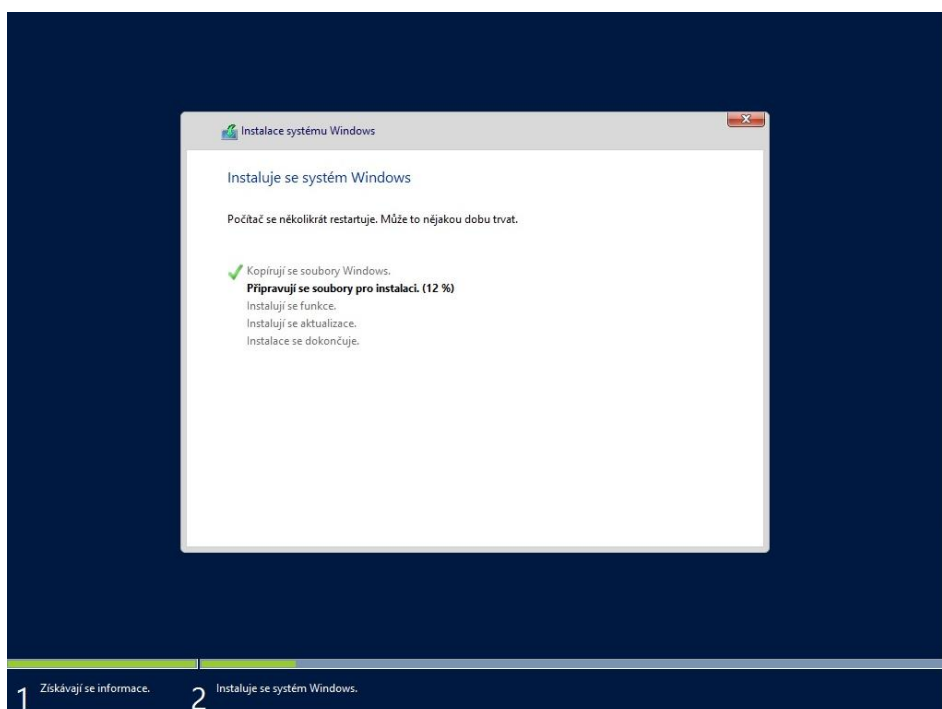 Instalace systému Windows
Instaluje se systém Windows
Počítač se několikrát restartuje. Může to nějakou dobu trvat.
Kopírují se soubory Windows.
Připravují se soubory pro instalaci. (12 %)
Instalují se funkce.
Instalují se aktualizace.
Instalace se dokončuje.
1 Získávají se informace.
2 Instaluje se systém Windows.